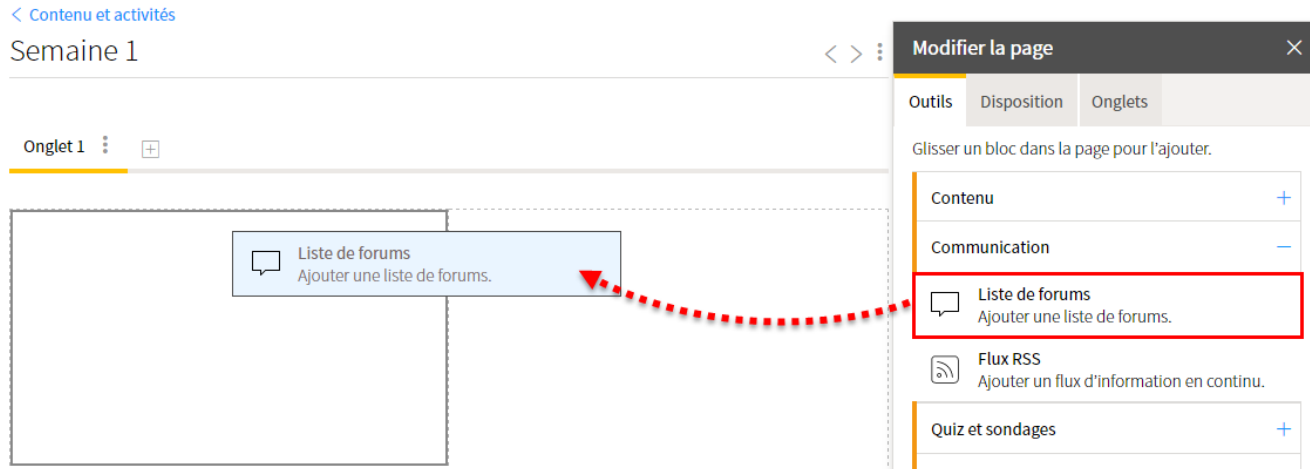 Contenu et activités
Semaine 1
Onglet 1
Liste de forums
Ajouter une liste de forums.
Modifier la page
Outils Disposition Onglets
Glisser un bloc dans la page pour l'ajouter.
Contenu
Communication
Liste de forums
Ajouter une liste de forums.
Flux RSS
Ajouter un flux d'information en continu.
Quiz et sondages